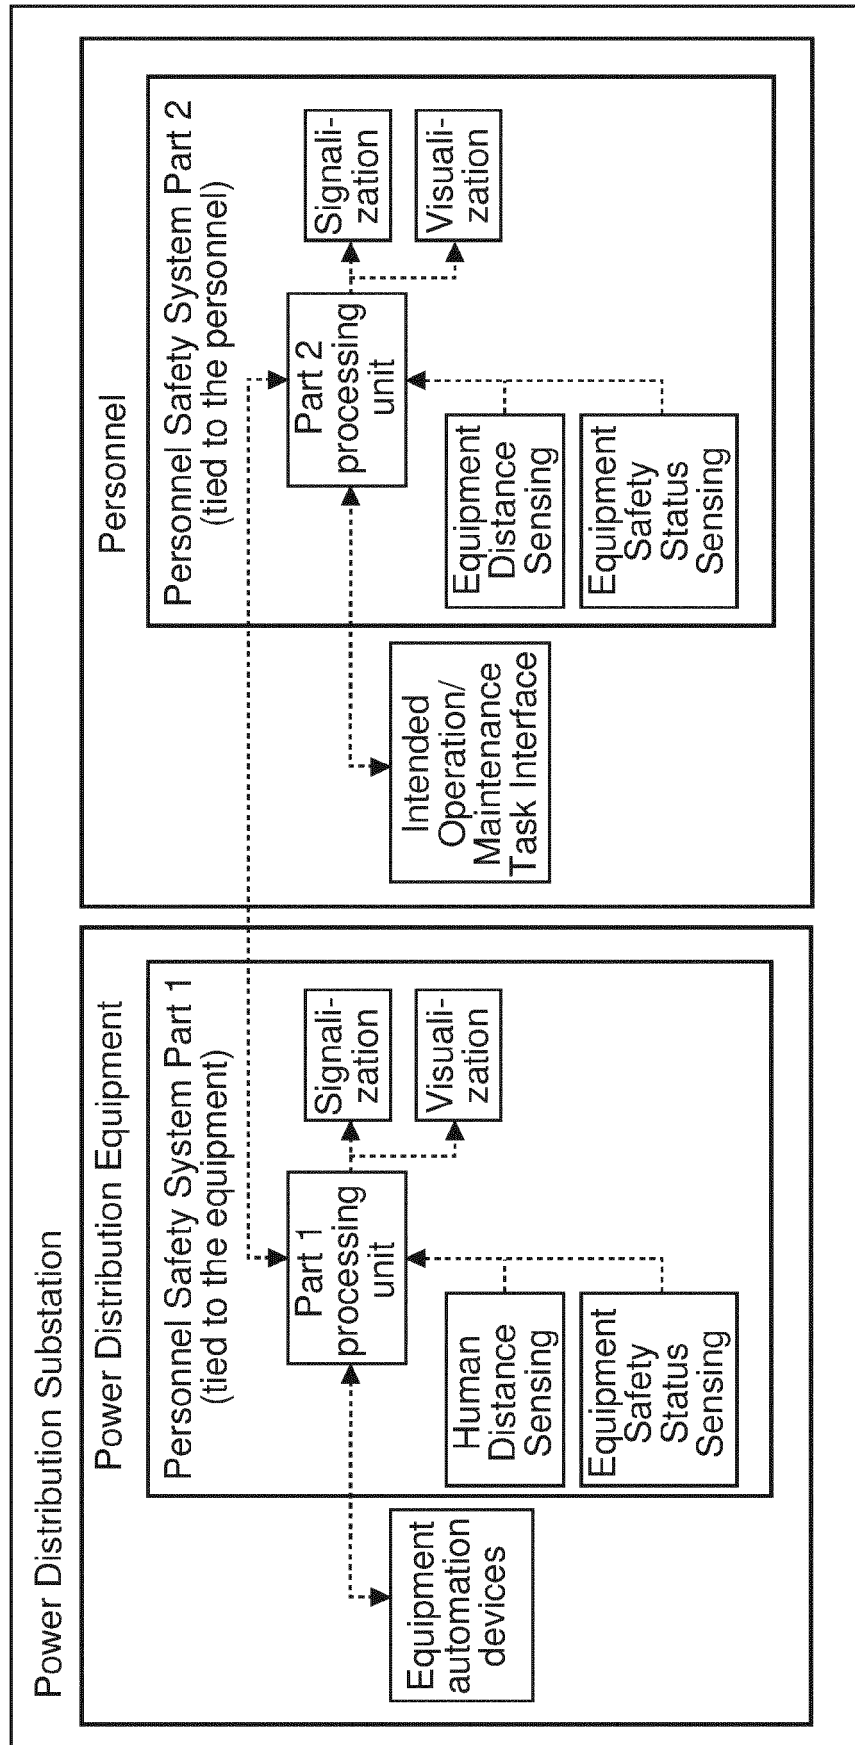 Power Distribution Substation
Power Distribution Equipment
Personnel Safety System Part 1
(tied to the equipment)
Part 1
processing
unit
Signali-
zation
Visuali-
zation
Human
Distance
Sensing
Equipment
Safety
Status
Sensing
Equipment
automation
devices
Personnel
Personnel Safety System Part 2
(tied to the personnel)
Part 2
processing
unit
Signali-
zation
Visuali-
zation
Equipment
Distance
Sensing
Equipment
Safety
Status
Sensing
Intended
Operation/
Maintenance
Task Interface